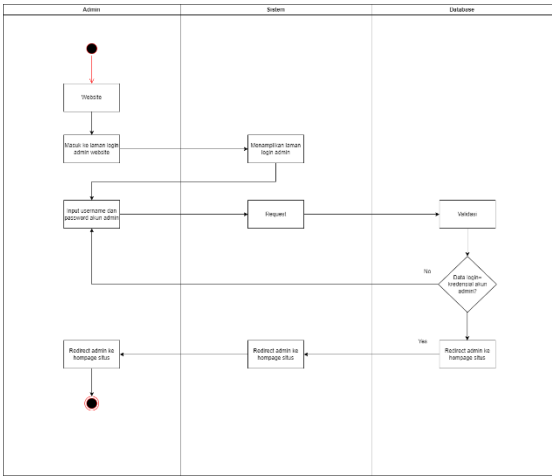 Admin
Sistem
Database
Website
Masuk ke laman login
admin website
Menampilkan laman
login admin
Input username dan
password akun admin
Request
Validasi
Data login=
kredensial akun
admin?
No
Yes
Redirect admin ke
hompage situs
Redirect admin ke
hompage situs
Redirect admin ke
hompage situs